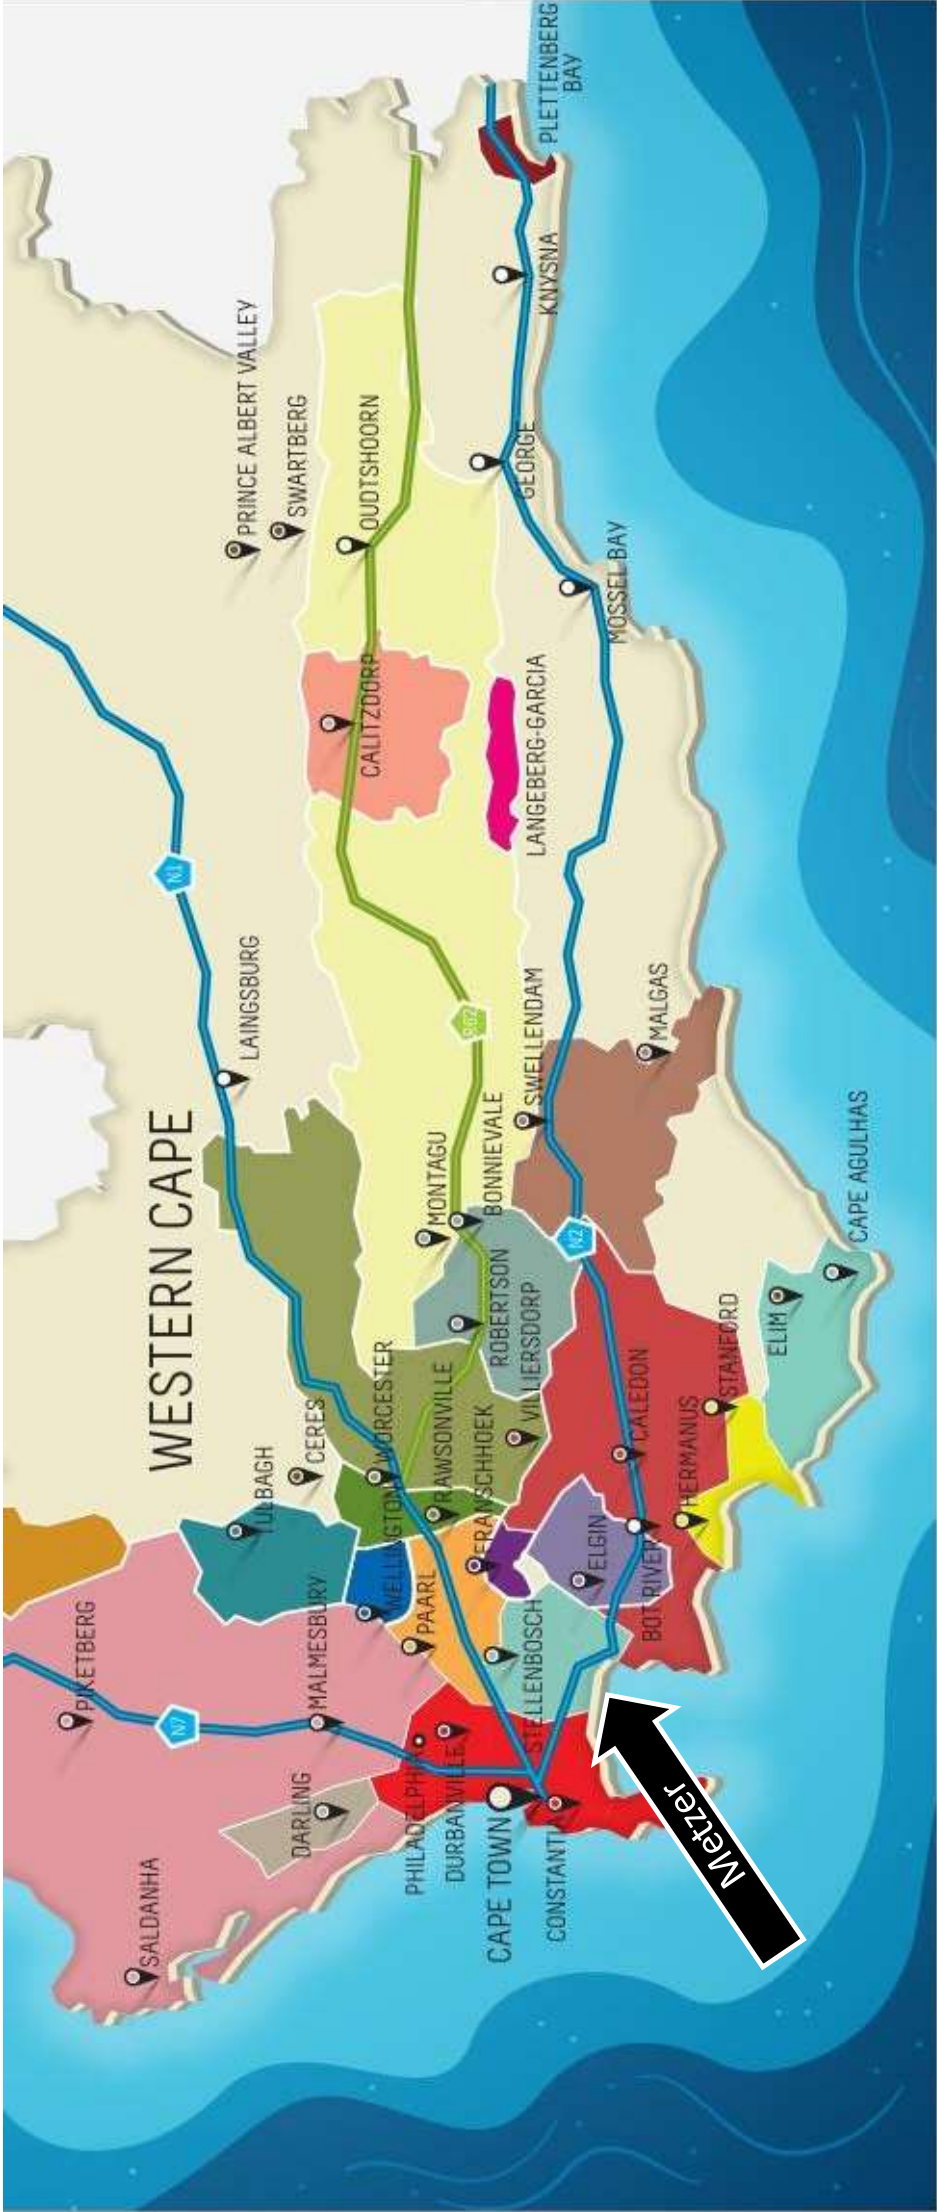 WESTERN CAPE
PIKETBERG
N7
SALDANHA
MALMESBURY
DARLING
TULBAGH
CERES
WELLINGTON
WORCESTER
PAARL
RAWSONVILLE
PHILADELPHIA
DURBANVILLE
FRANSCHHOEK
CAPE TOWN
STELLENBOSCH
VILLIERSDORP
CONSTANTI
ELGIN
BOT RIVER
CALEDON
HERMANUS
STANFORD
ELIM
CAPE AGULHAS
LAINGSBURG
N1
MONTAGU
BONNIEVALE
ROBERTSON
R62
N2
SWELLENDAM
MALGAS
PRINCE ALBERT VALLEY
SWARTBERG
OUDTSHOORN
CALITZDORP
LANGEBERG-GARCIA
MOSSEL BAY
GEORGE
KNYSNA
PLETTENBERG
BAY
Metzer